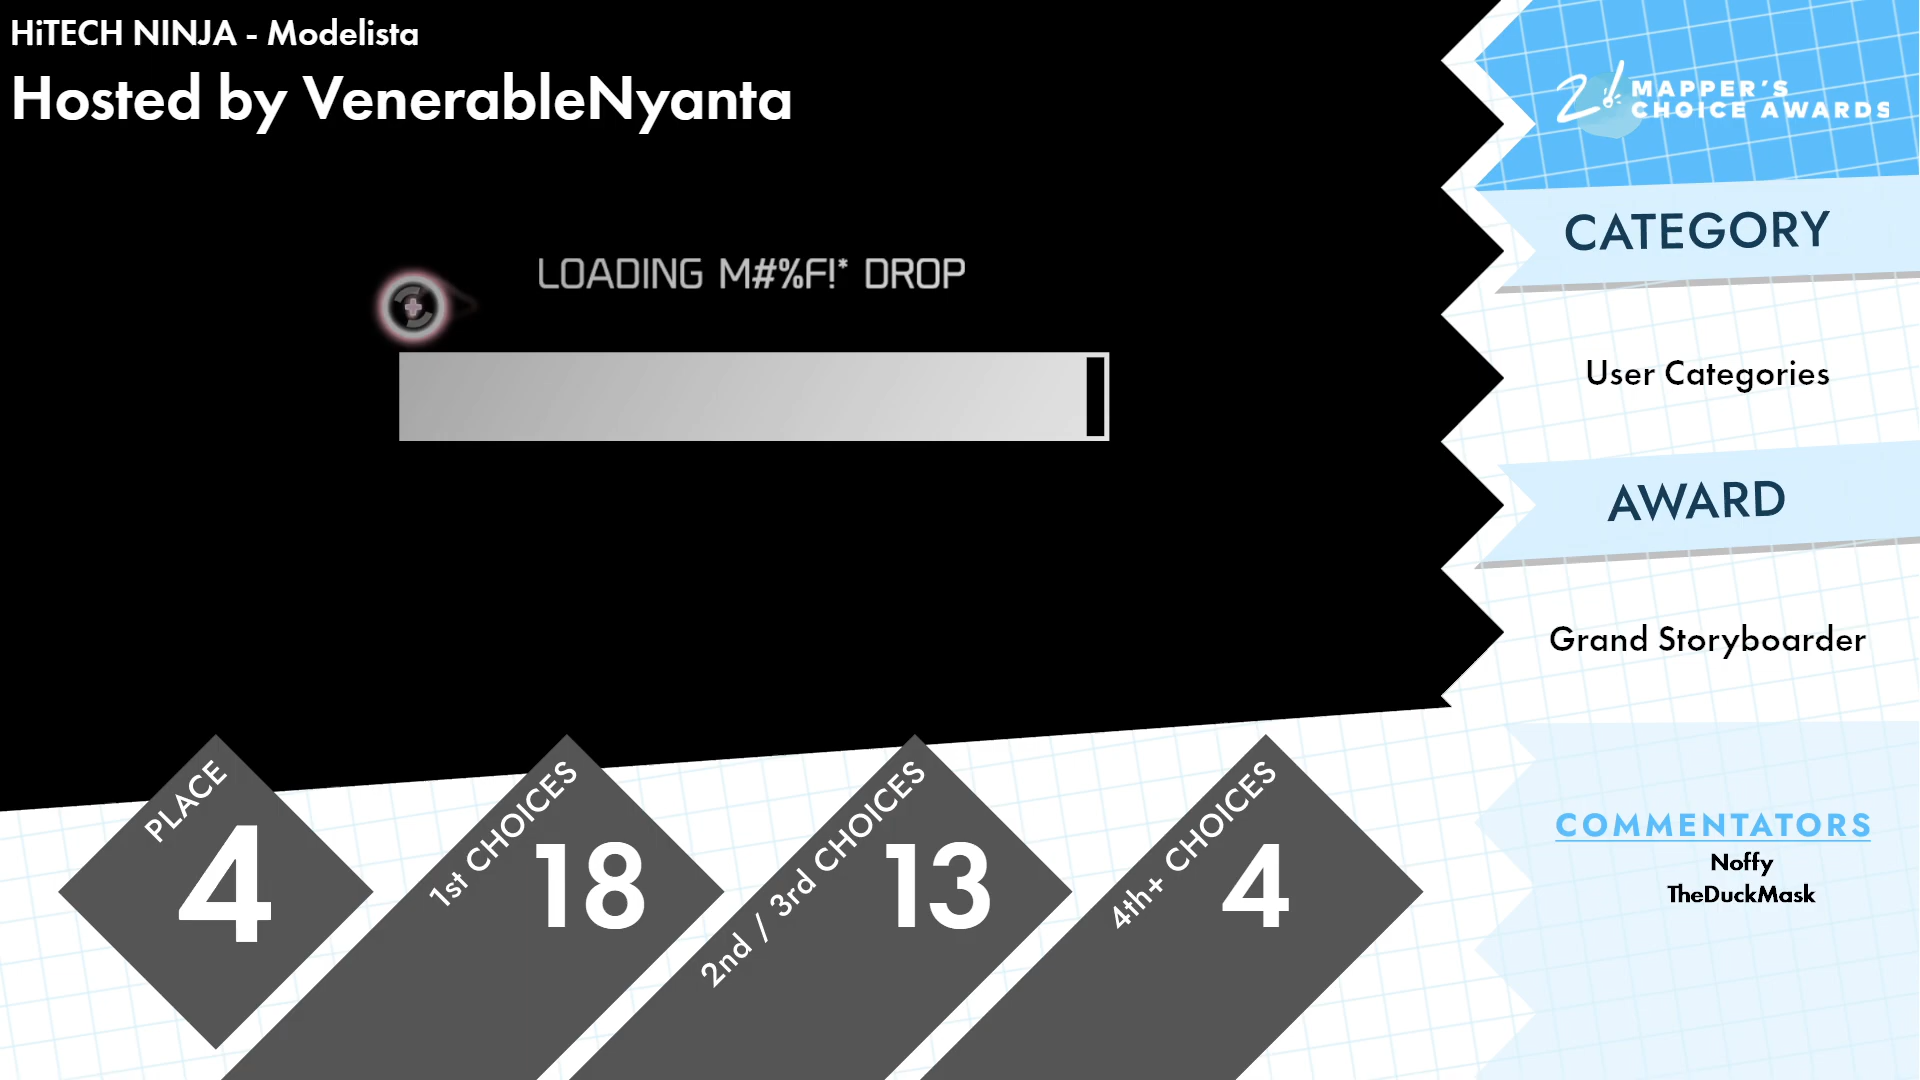 HiTECH NINJA - Modelista
Hosted by VenerableNyanta
LOADING M#%F!* DROP
2!
MAPPER'S
CHOICE AWARDS
CATEGORY
User Categories
AWARD
Grand Storyboarder
PLACE
4
1st CHOICES
18
2nd / 3rd CHOICES
13
4th+ CHOICES
4
COMMENTATORS
Noffy
TheDuckMask